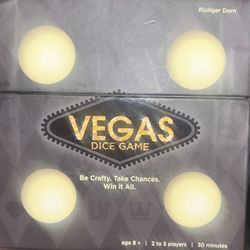 Rüdiger Dorn
VEGAS
DICE GAME
Be Crafty. Take Chances.
Win it All.
age 8 + | 2 to 5 players | 30 minutes